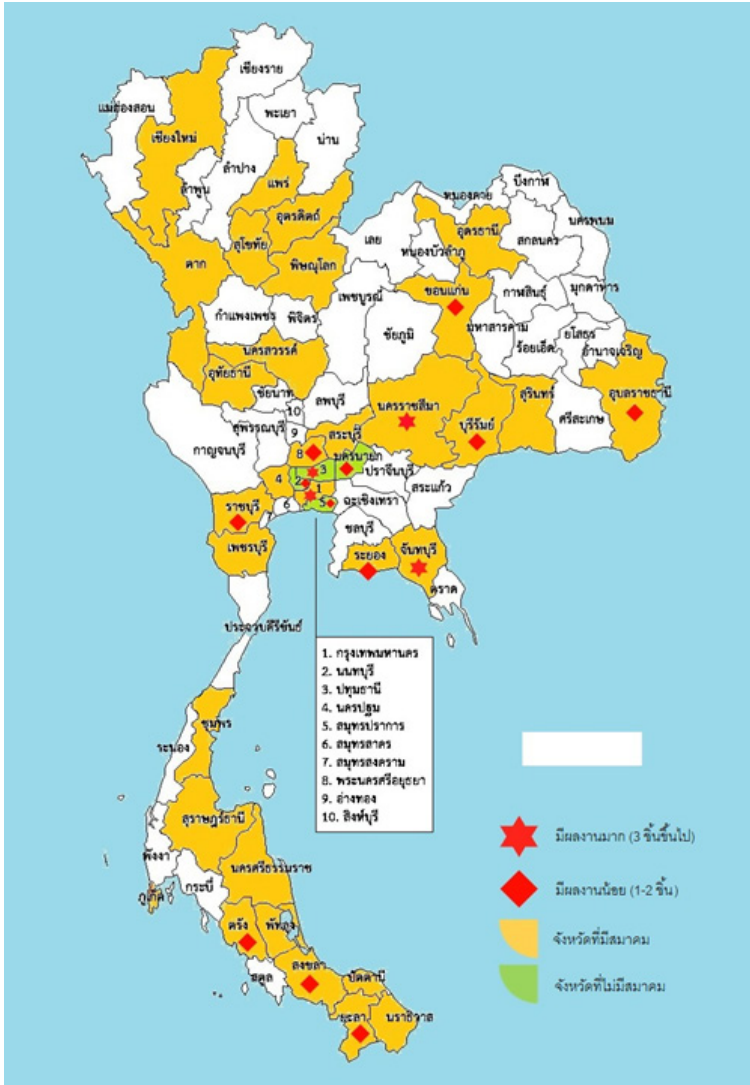 เชียงราย
แม่ฮ่องสอน
พะเยา
น่าน
เชียงใหม่
ลำปาง
ลำพูน
แพร่
อุตรดิตถ์
สุโขทัย
ตาก
พิษณุโลก
บึงกาฬ
หนองคาย
นครพนม
อุดรธานี
สกลนคร
เลย
หนองบัวลำภู
ขอนแก่น
กาฬสินธุ์
มุกดาหาร
เพชรบูรณ์
กำแพงเพชร
พิจิตร
ชัยภูมิ
มหาสารคาม
ร้อยเอ็ด
ยโสธร
อำนาจเจริญ
นครสวรรค์
อุทัยธานี
ชัยนาท
ลพบุรี
นครราชสีมา
บุรีรัมย์
สุรินทร์
ศรีสะเกษ
อุบลราชธานี
10
9
สุพรรณบุรี
กาญจนบุรี
สระบุรี
8
นครนายก
ปราจีนบุรี
3
2
4
1
5
6
7
สระแก้ว
ฉะเชิงเทรา
ราชบุรี
ชลบุรี
เพชรบุรี
ระยอง
จันทบุรี
ตราด
ประจวบคีรีขันธ์
1. กรุงเทพมหานคร
2. นนทบุรี
3. ปทุมธานี
4. นครปฐม
5. สมุทรปราการ
6. สมุทรสาคร
7. สมุทรสงคราม
8. พระนครศรีอยุธยา
9. อ่างทอง
10. สิงห์บุรี
ชุมพร
ระนอง
สุราษฎร์ธานี
พังงา
นครศรีธรรมราช
กระบี่
ภูเก็ต
ตรัง
พัทลุง
สตูล
สงขลา
ปัตตานี
ยะลา
นราธิวาส
มีผลงานมาก (3 ชิ้นขึ้นไป)
มีผลงานน้อย (1-2 ชิ้น)
จังหวัดที่มีสมาคม
จังหวัดที่ไม่มีสมาคม